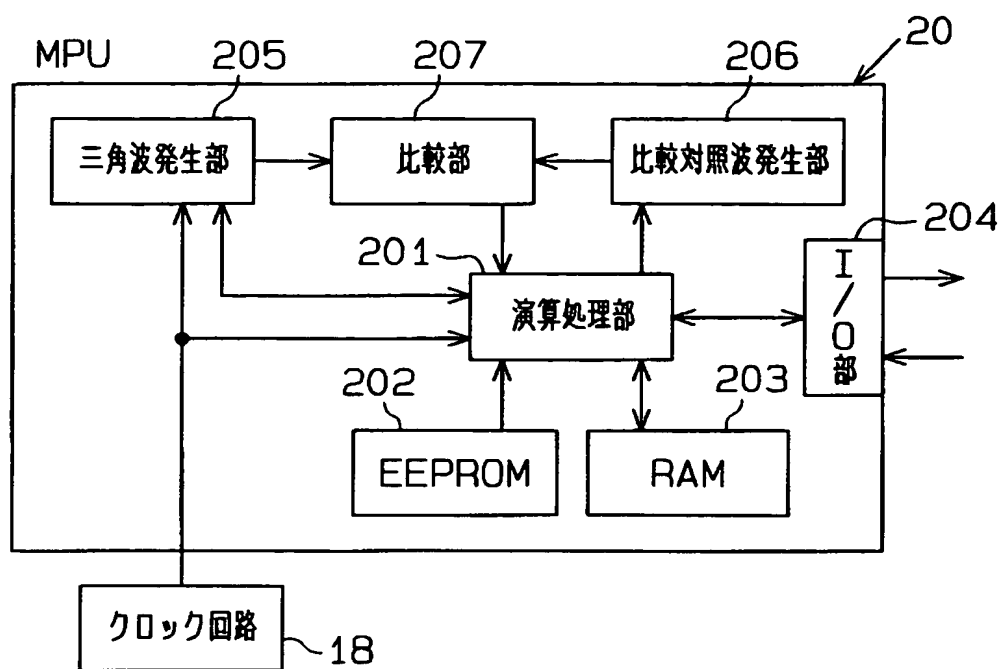 20
MPU
205
207
206
三角波発生部
比較部
比較対照波発生部
204
201
I/O部
演算処理部
202
203
EEPROM
RAM
クロック回路
18